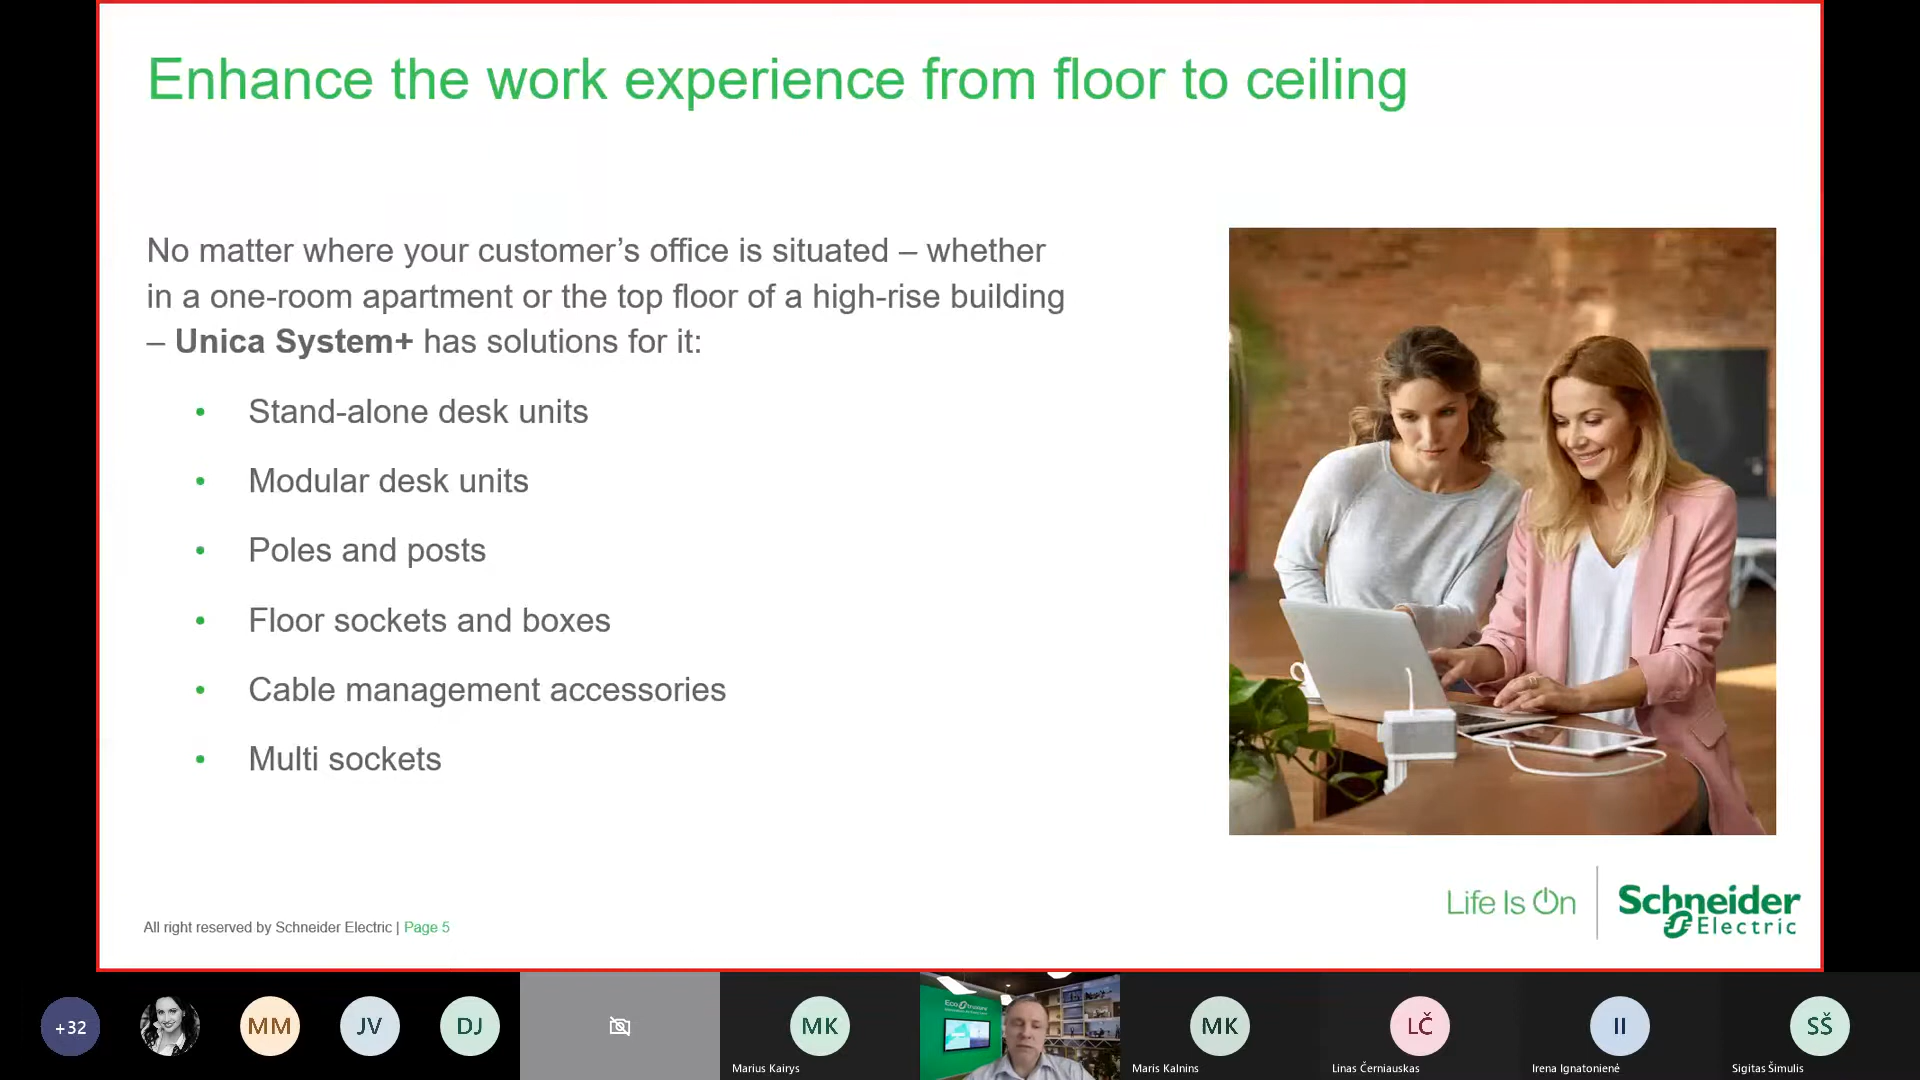 Enhance the work experience from floor to ceiling
No matter where your customer’s office is situated – whether
in a one-room apartment or the top floor of a high-rise building
– Unica System+ has solutions for it:
• Stand-alone desk units
• Modular desk units
• Poles and posts
• Floor sockets and boxes
• Cable management accessories
• Multi sockets
Life Is On
Schneider
Electric
All right reserved by Schneider Electric | Page 5
+32
MM
JV
DJ
MK
Marius Kairys
MK
Maris Kalnins
LČ
Linas Černiauskas
II
Irena Ignatonienė
SŠ
Sigitas Šimulis